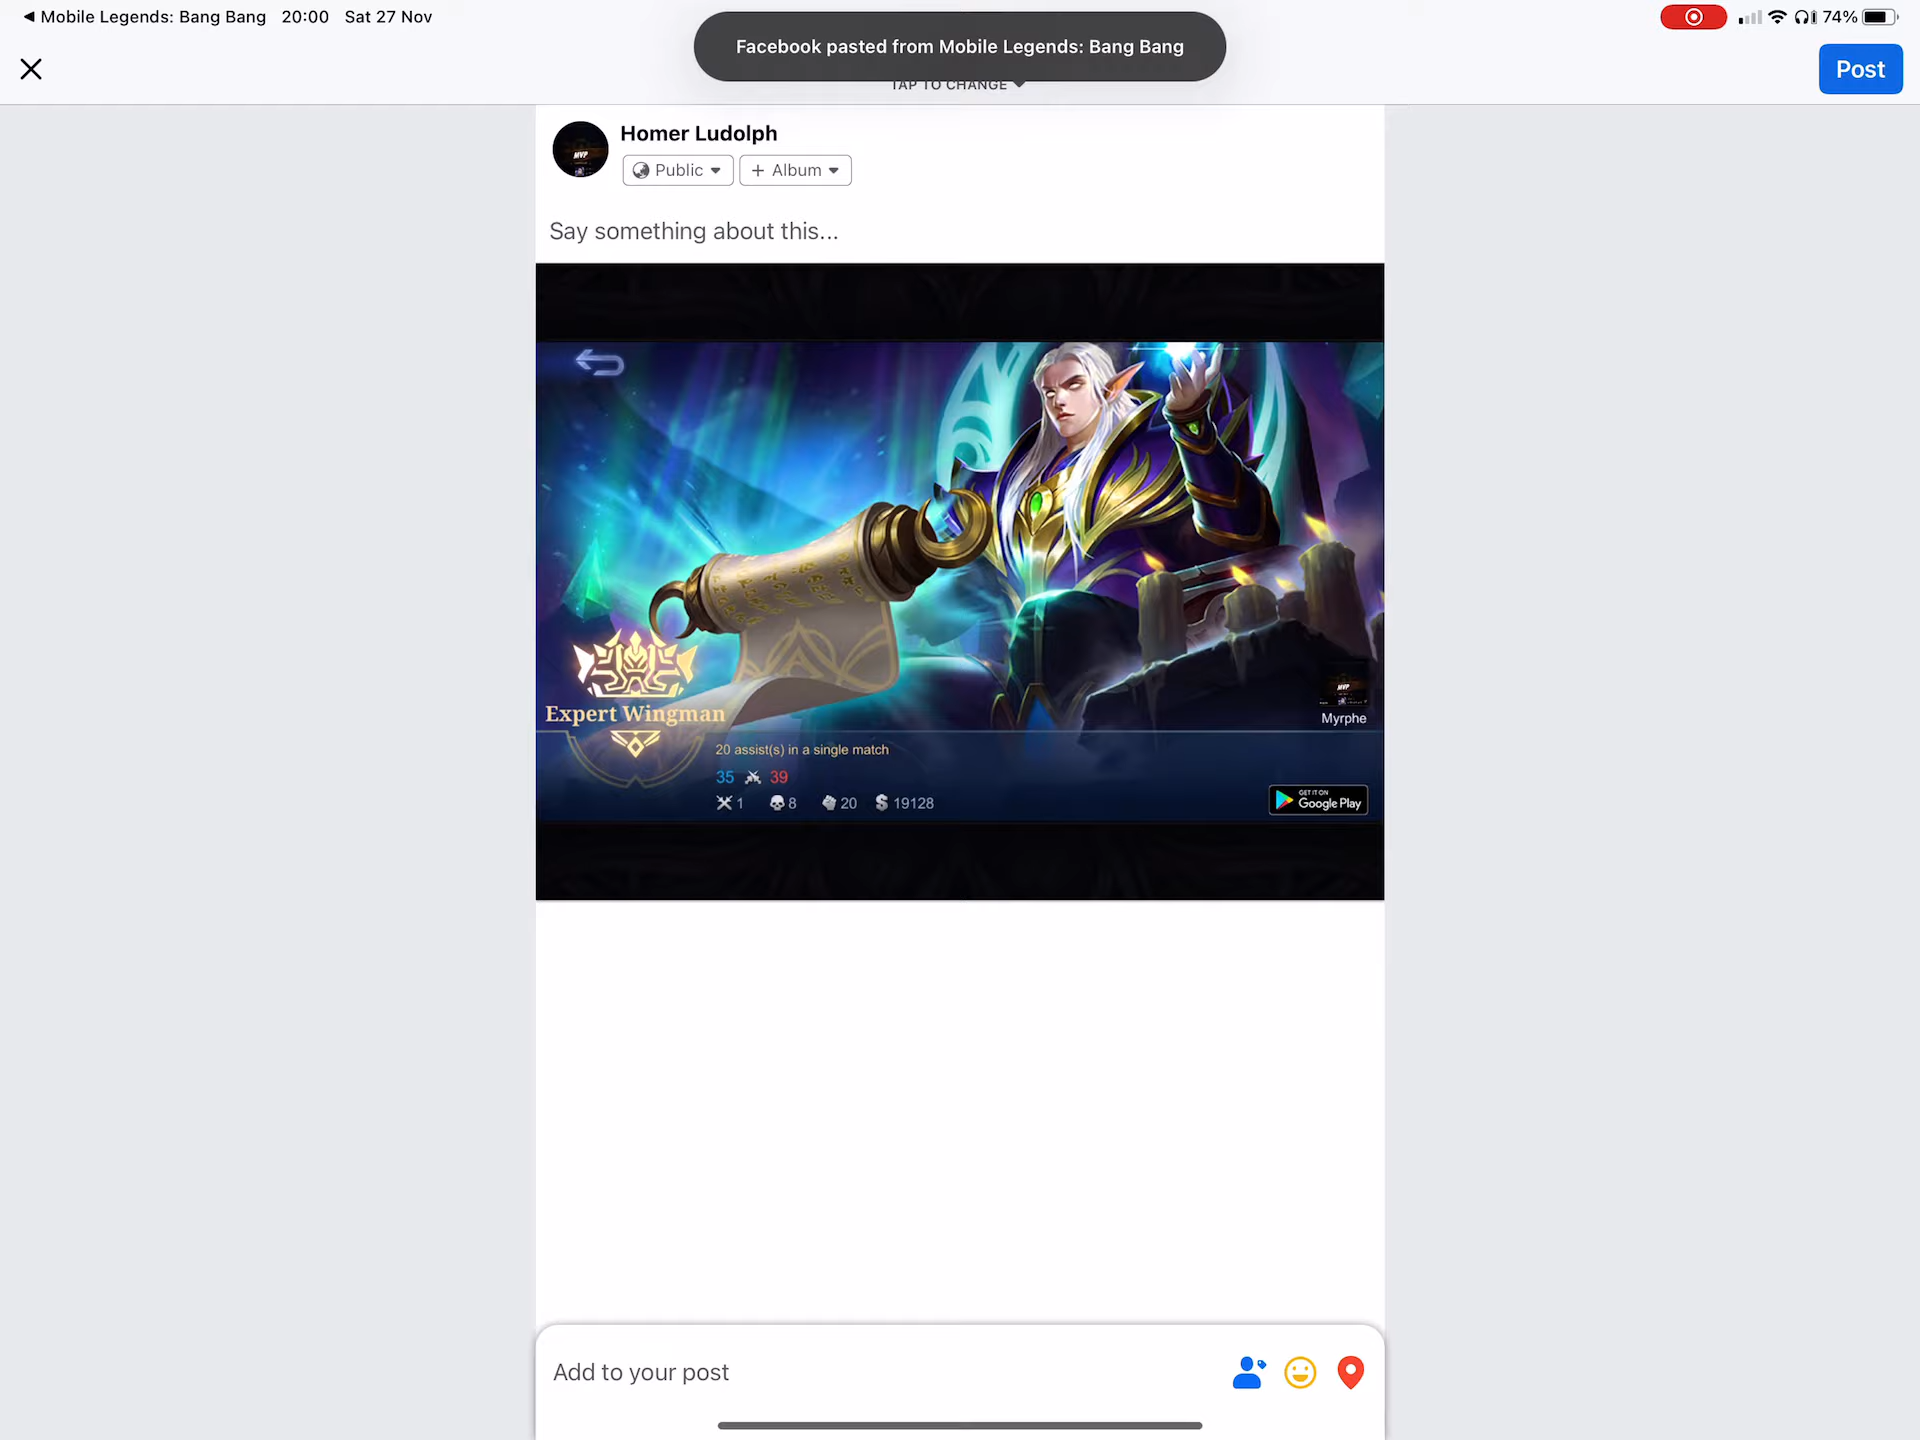 Mobile Legends: Bang Bang 20:00 Sat 27 Nov
74%
Facebook pasted from Mobile Legends: Bang Bang
TAP TO CHANGE
Post
Homer Ludolph
Public
+ Album
Say something about this...
MVP
Expert Wingman
Myrphe
20 assist(s) in a single match
35 39
1 8 20 19128
GET IT ON
Google Play
Add to your post